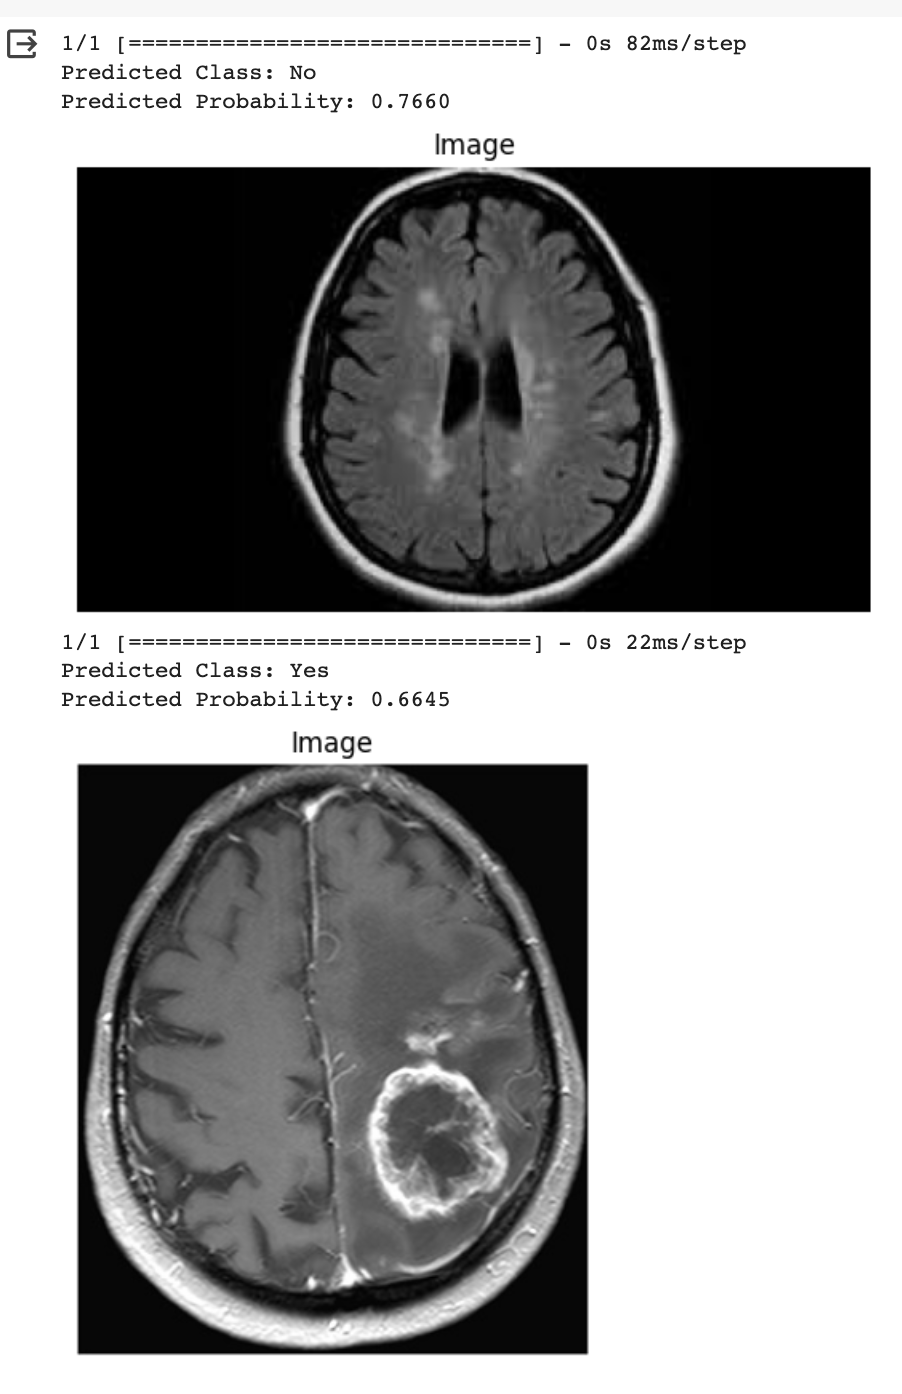 1/1 [==============================] - 0s 82ms/step
Predicted Class: No
Predicted Probability: 0.7660
Image
1/1 [==============================] - 0s 22ms/step
Predicted Class: Yes
Predicted Probability: 0.6645
Image